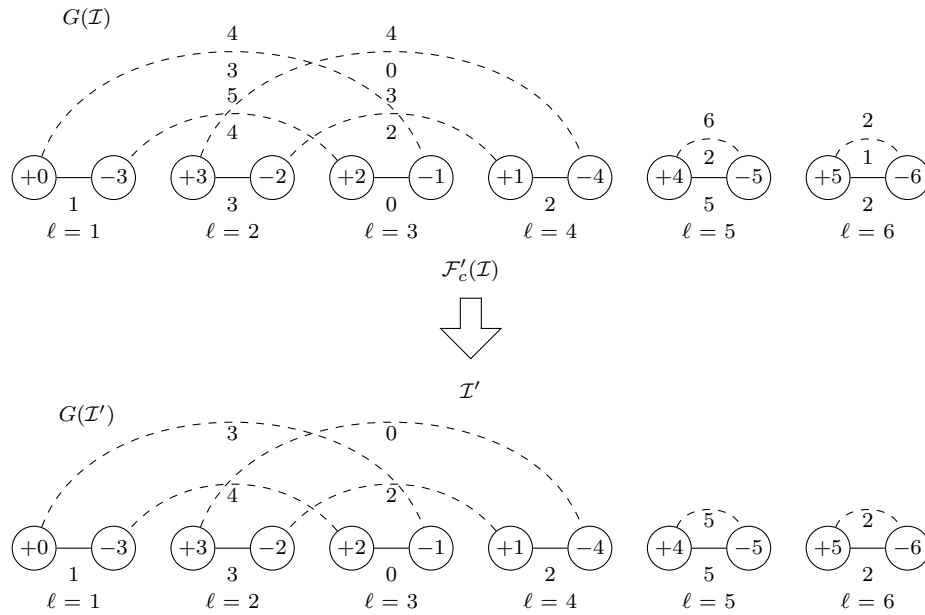 G(I)
4 4
3 0
5 3
4 2
6 2
2 1
+0 −3 +3 −2 +2 −1 +1 −4 +4 −5 +5 −6
1 3 0 2 5 2
ℓ = 1 ℓ = 2 ℓ = 3 ℓ = 4 ℓ = 5 ℓ = 6
F′c(I)
I′
G(I′)
3 0
4 2
5 2
+0 −3 +3 −2 +2 −1 +1 −4 +4 −5 +5 −6
1 3 0 2 5 2
ℓ = 1 ℓ = 2 ℓ = 3 ℓ = 4 ℓ = 5 ℓ = 6